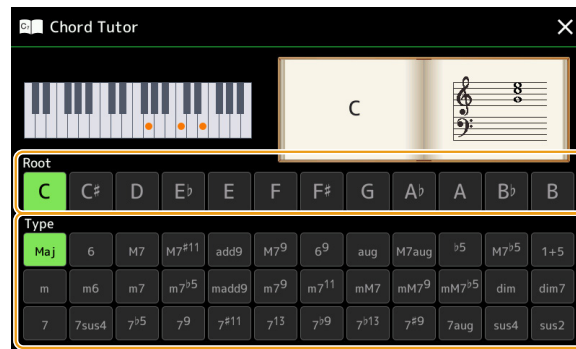 C7 Chord Tutor
C
Root
C C♯ D E♭ E F F♯ G A♭ A B♭ B
Type
Maj 6 M7 M7♯11 add9 M79 69 aug M7aug ♭5 M7♭5 1+5
m m6 m7 m7♭5 madd9 m79 m711 mM7 mM79 mM7♭5 dim dim7
7 7sus4 7♭5 79 7♯11 713 7♭9 7♭13 7♯9 7aug sus4 sus2